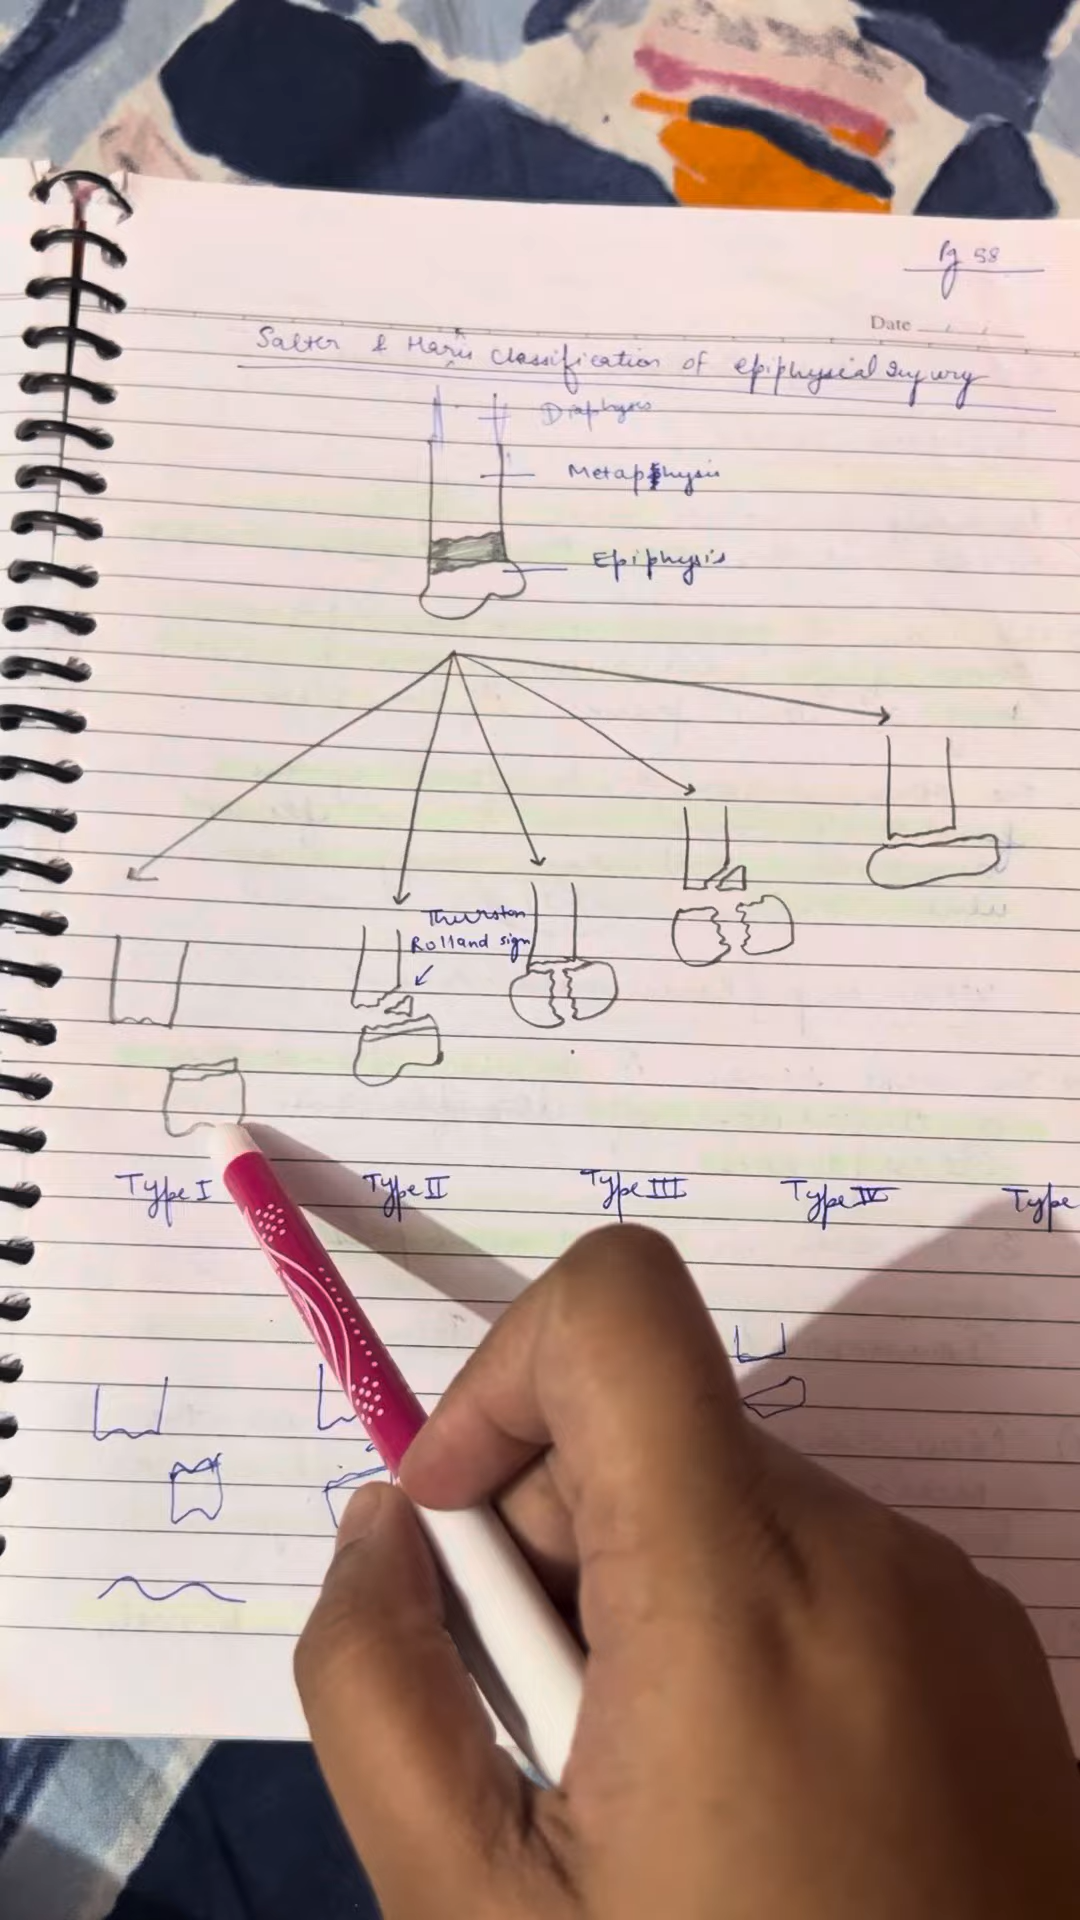 Pg 58
Date
Salter & Haris classification of epiphyseal Injury
Diaphysis
Metaphysis
Epiphysis
Thurston
Rolland sign
Type I Type II Type III Type IV Type